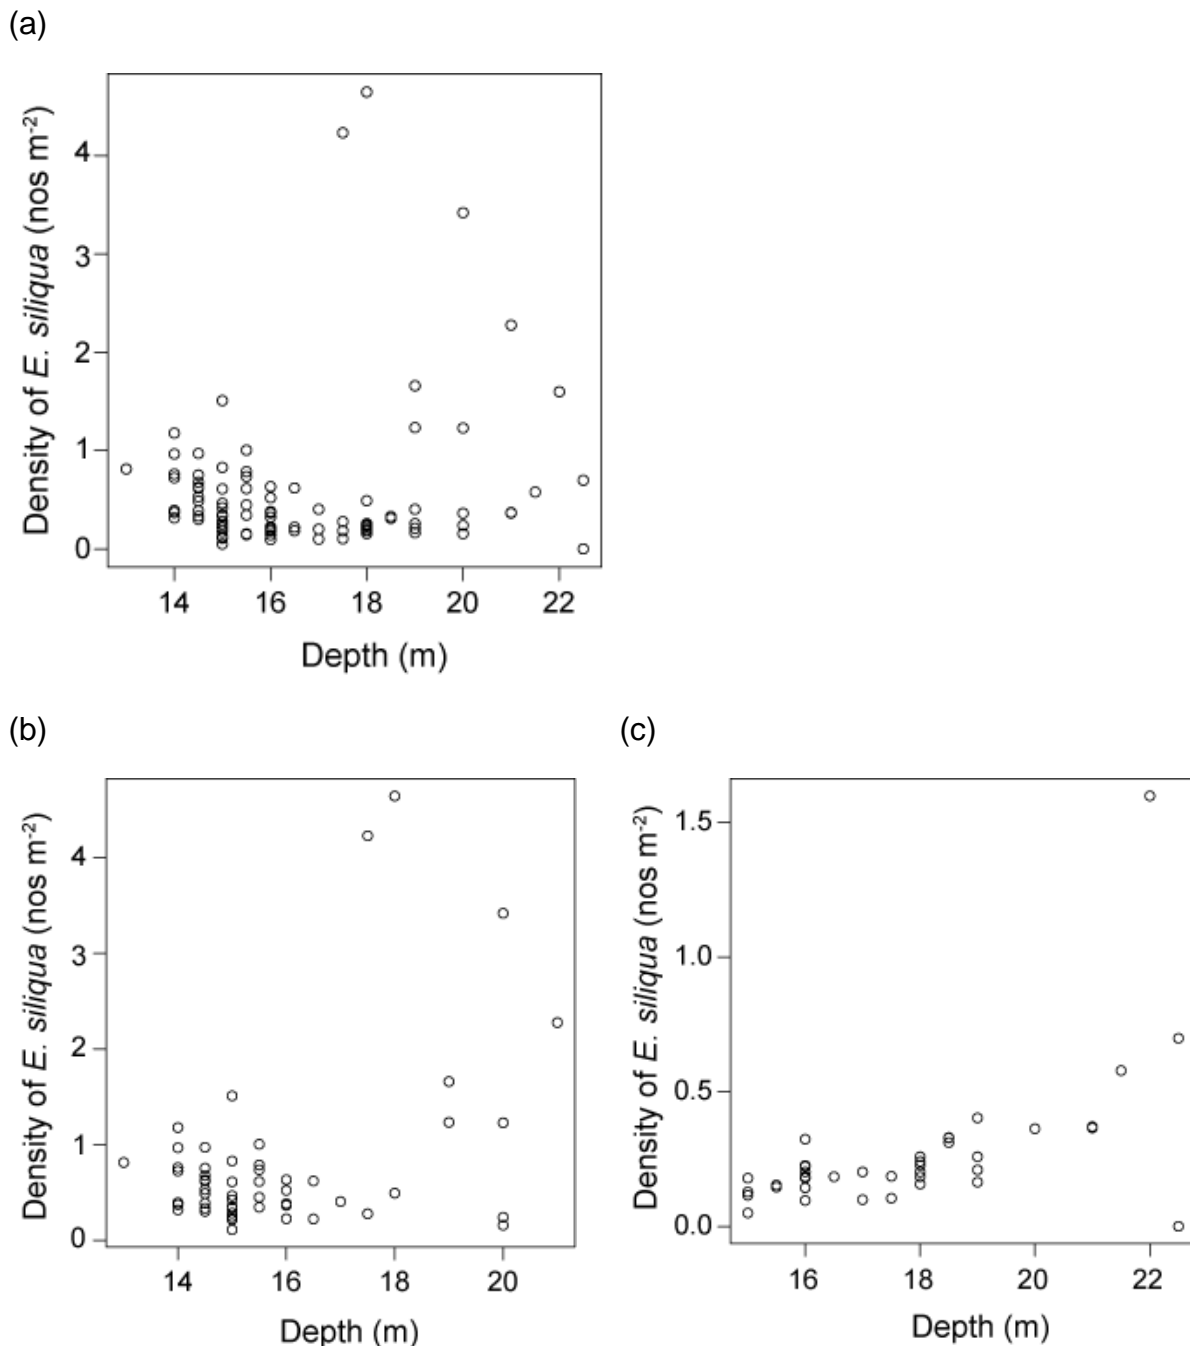 (a)
Density of E. siliqua (nos m-2)
4
3
2
1
0
14 16 18 20 22
Depth (m)
(b) (c)
Density of E. siliqua (nos m-2)
4
3
2
1
0
14 16 18 20
Depth (m)
Density of E. siliqua (nos m-2)
1.5
1.0
0.5
0.0
16 18 20 22
Depth (m)